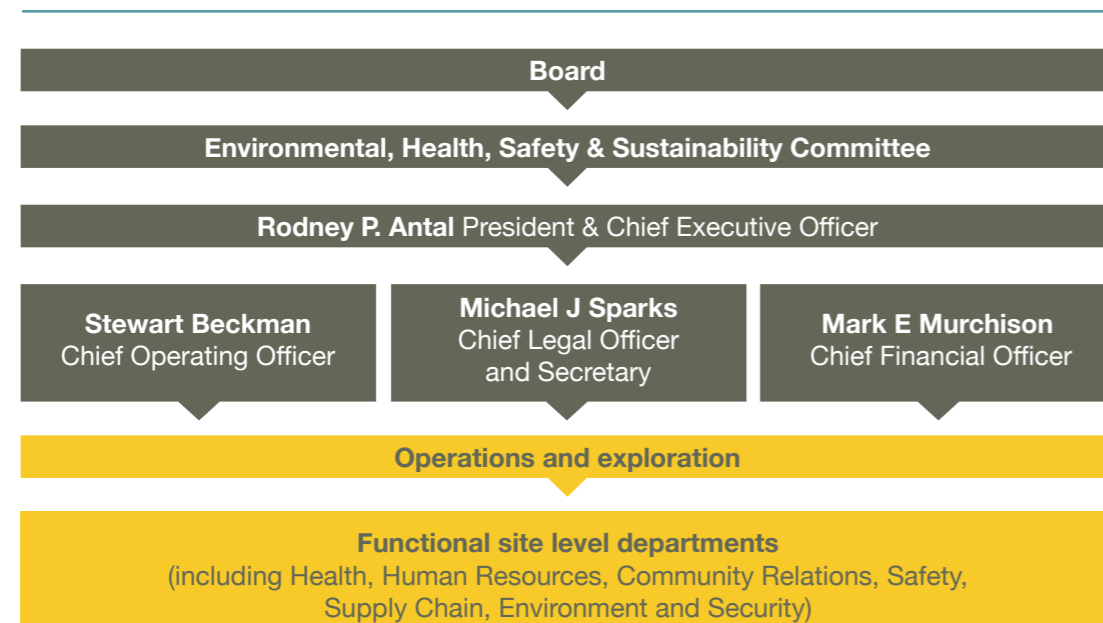 Board
Environmental, Health, Safety & Sustainability Committee
Rodney P. Antal President & Chief Executive Officer
Stewart Beckman
Chief Operating Officer
Michael J Sparks
Chief Legal Officer
and Secretary
Mark E Murchison
Chief Financial Officer
Operations and exploration
Functional site level departments
(including Health, Human Resources, Community Relations, Safety,
Supply Chain, Environment and Security)